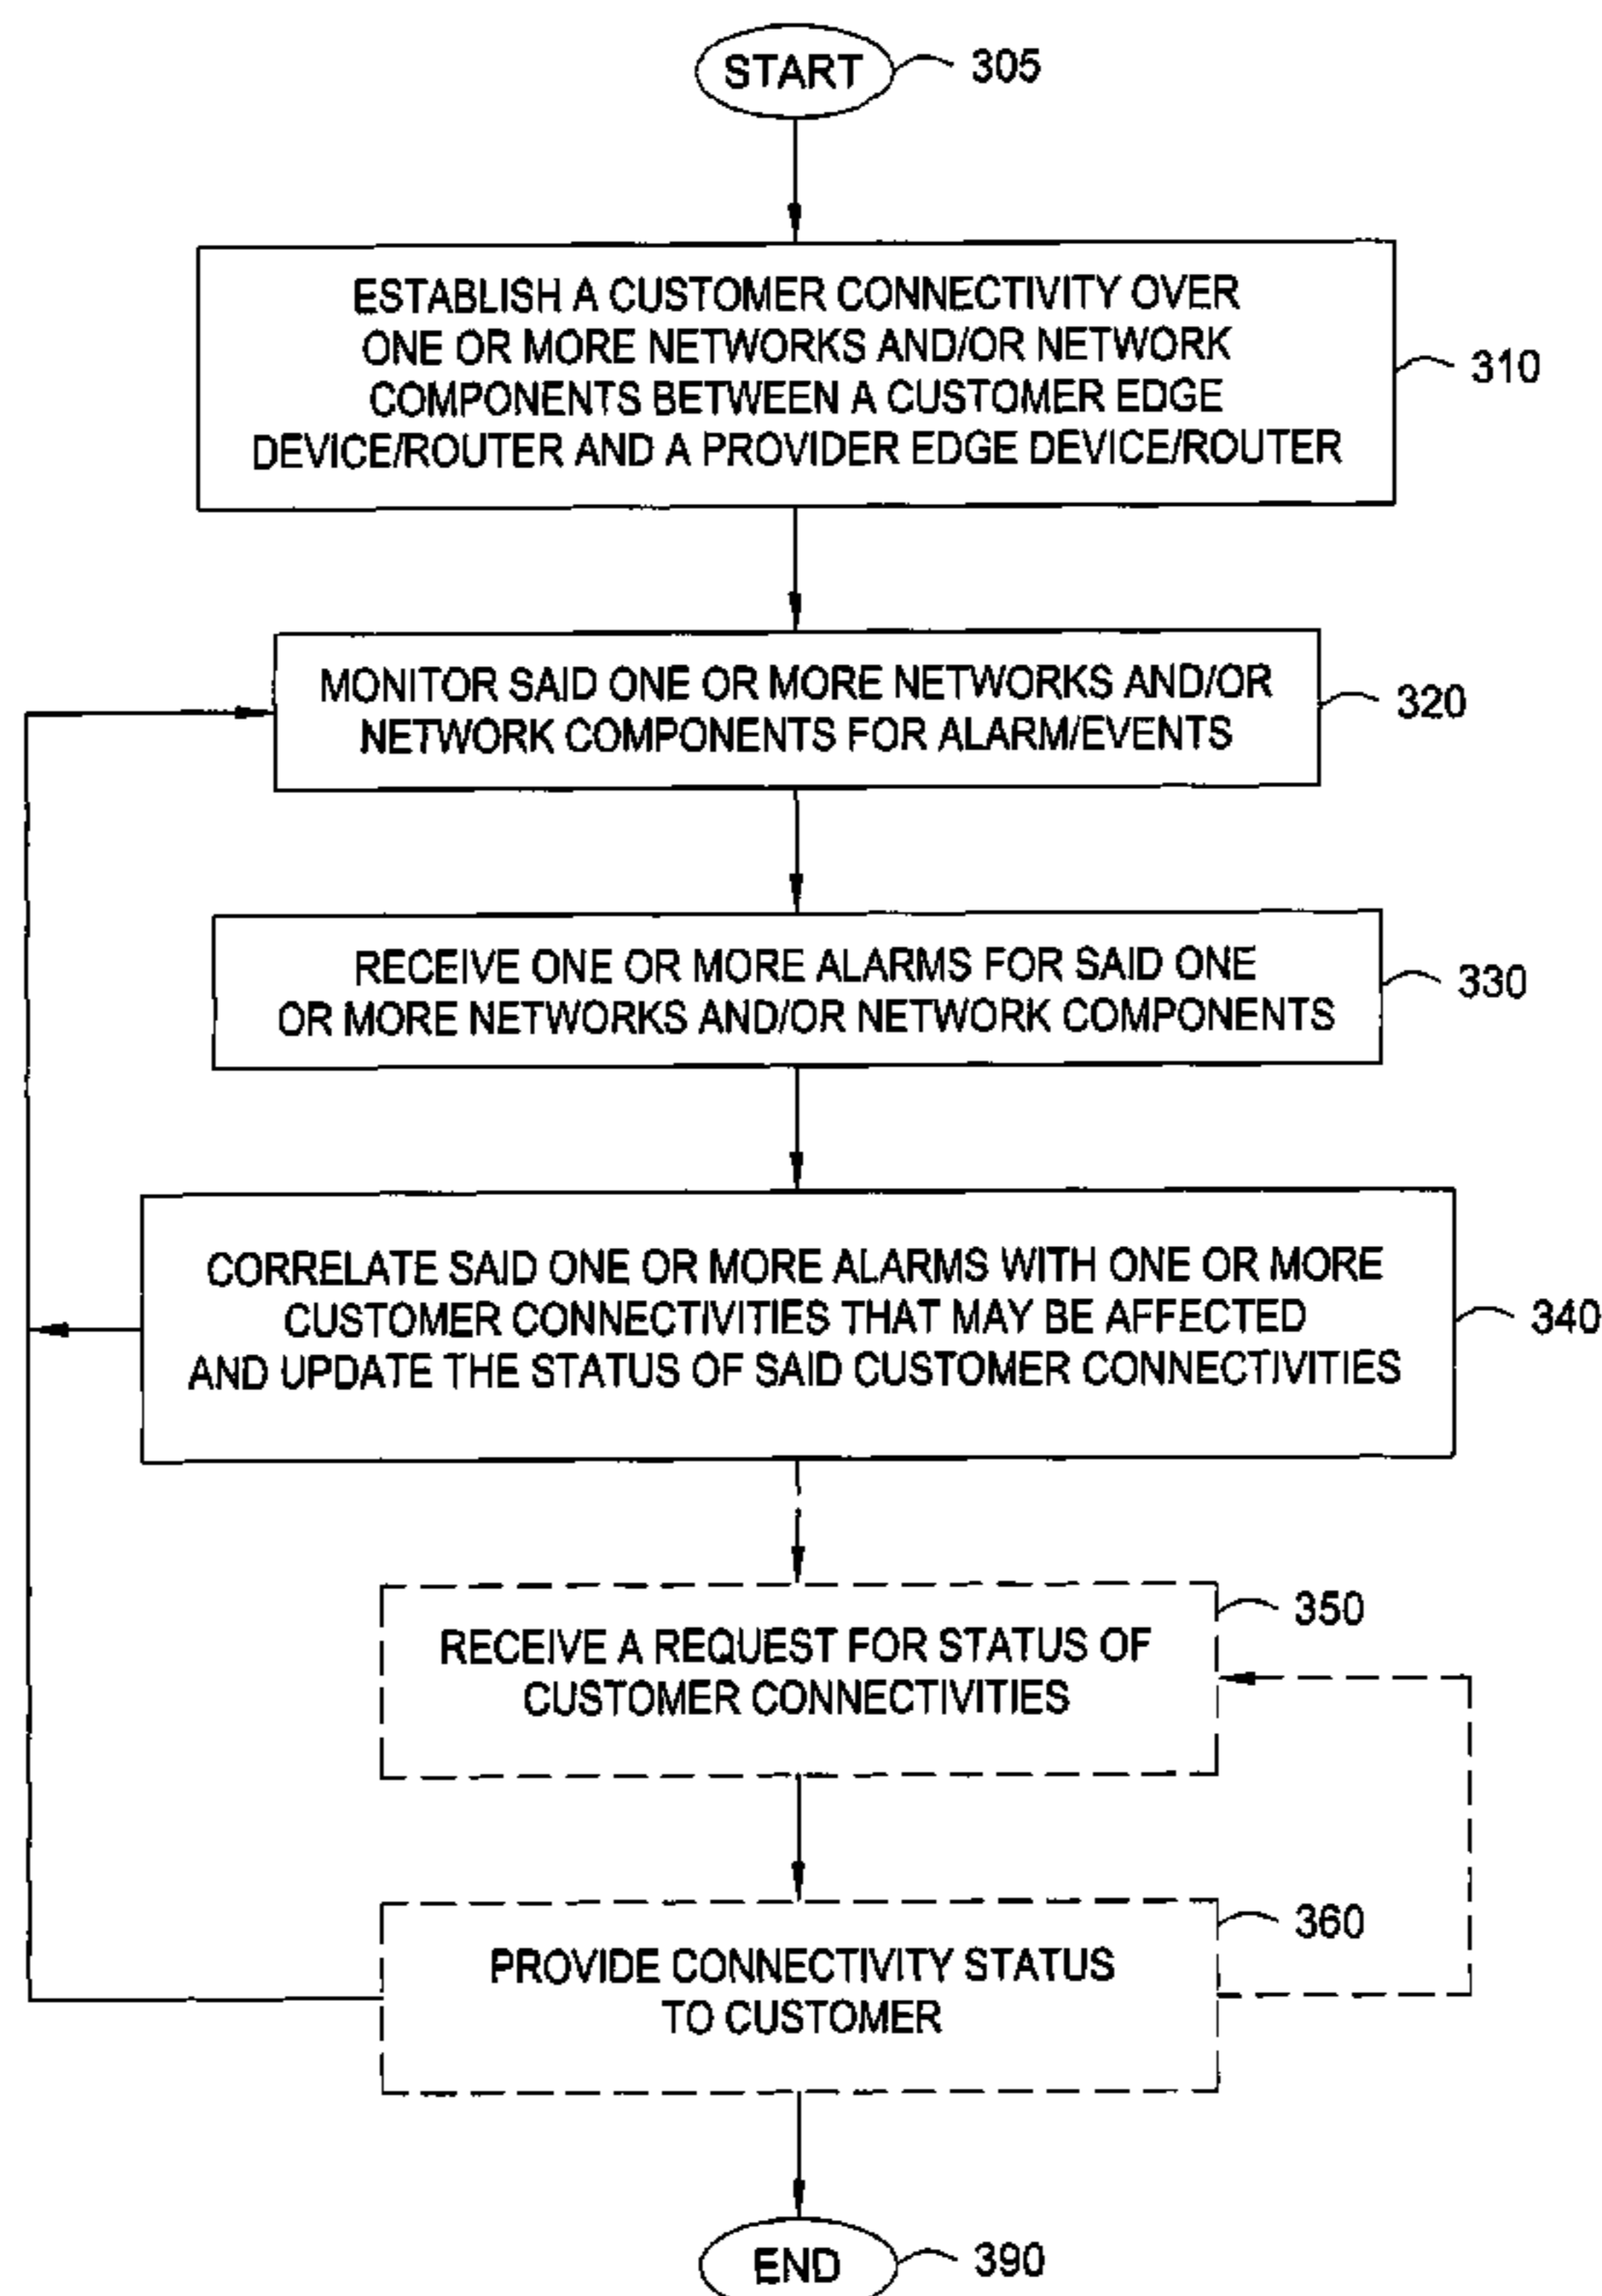 START
305
ESTABLISH A CUSTOMER CONNECTIVITY OVER
ONE OR MORE NETWORKS AND/OR NETWORK
COMPONENTS BETWEEN A CUSTOMER EDGE
DEVICE/ROUTER AND A PROVIDER EDGE DEVICE/ROUTER
310
MONITOR SAID ONE OR MORE NETWORKS AND/OR
NETWORK COMPONENTS FOR ALARM/EVENTS
320
RECEIVE ONE OR MORE ALARMS FOR SAID ONE
OR MORE NETWORKS AND/OR NETWORK COMPONENTS
330
CORRELATE SAID ONE OR MORE ALARMS WITH ONE OR MORE
CUSTOMER CONNECTIVITIES THAT MAY BE AFFECTED
AND UPDATE THE STATUS OF SAID CUSTOMER CONNECTIVITIES
340
RECEIVE A REQUEST FOR STATUS OF
CUSTOMER CONNECTIVITIES
350
PROVIDE CONNECTIVITY STATUS
TO CUSTOMER
360
END
390